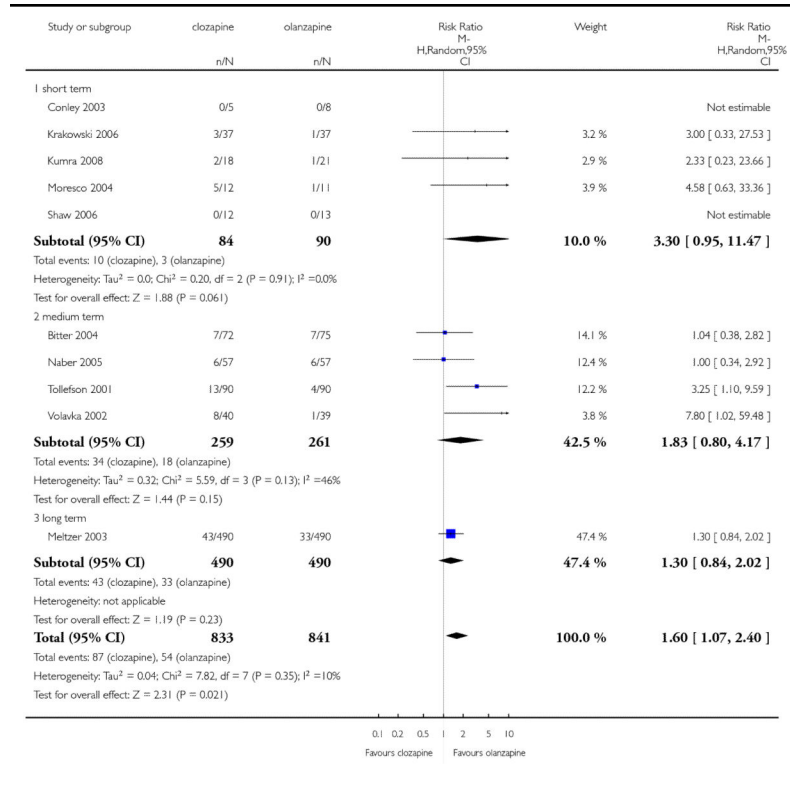 Study or subgroup clozapine olanzapine Risk Ratio Weight Risk Ratio
M- M-
H,Random,95% H,Random,95%
n/N n/N CI CI
1 short term
Conley 2003 0/5 0/8 Not estimable
Krakowski 2006 3/37 1/37 3.2 % 3.00 [ 0.33, 27.53 ]
Kumra 2008 2/18 1/21 2.9 % 2.33 [ 0.23, 23.66 ]
Moresco 2004 5/12 1/11 3.9 % 4.58 [ 0.63, 33.36 ]
Shaw 2006 0/12 0/13 Not estimable
Subtotal (95% CI) 84 90 10.0 % 3.30 [ 0.95, 11.47 ]
Total events: 10 (clozapine), 3 (olanzapine)
Heterogeneity: Tau² = 0.0; Chi² = 0.20, df = 2 (P = 0.91); I² =0.0%
Test for overall effect: Z = 1.88 (P = 0.061)
2 medium term
Bitter 2004 7/72 7/75 14.1 % 1.04 [ 0.38, 2.82 ]
Naber 2005 6/57 6/57 12.4 % 1.00 [ 0.34, 2.92 ]
Tollefson 2001 13/90 4/90 12.2 % 3.25 [ 1.10, 9.59 ]
Volavka 2002 8/40 1/39 3.8 % 7.80 [ 1.02, 59.48 ]
Subtotal (95% CI) 259 261 42.5 % 1.83 [ 0.80, 4.17 ]
Total events: 34 (clozapine), 18 (olanzapine)
Heterogeneity: Tau² = 0.32; Chi² = 5.59, df = 3 (P = 0.13); I² =46%
Test for overall effect: Z = 1.44 (P = 0.15)
3 long term
Meltzer 2003 43/490 33/490 47.4 % 1.30 [ 0.84, 2.02 ]
Subtotal (95% CI) 490 490 47.4 % 1.30 [ 0.84, 2.02 ]
Total events: 43 (clozapine), 33 (olanzapine)
Heterogeneity: not applicable
Test for overall effect: Z = 1.19 (P = 0.23)
Total (95% CI) 833 841 100.0 % 1.60 [ 1.07, 2.40 ]
Total events: 87 (clozapine), 54 (olanzapine)
Heterogeneity: Tau² = 0.04; Chi² = 7.82, df = 7 (P = 0.35); I² =10%
Test for overall effect: Z = 2.31 (P = 0.021)
0.1 0.2 0.5 1 2 5 10
Favours clozapine Favours olanzapine